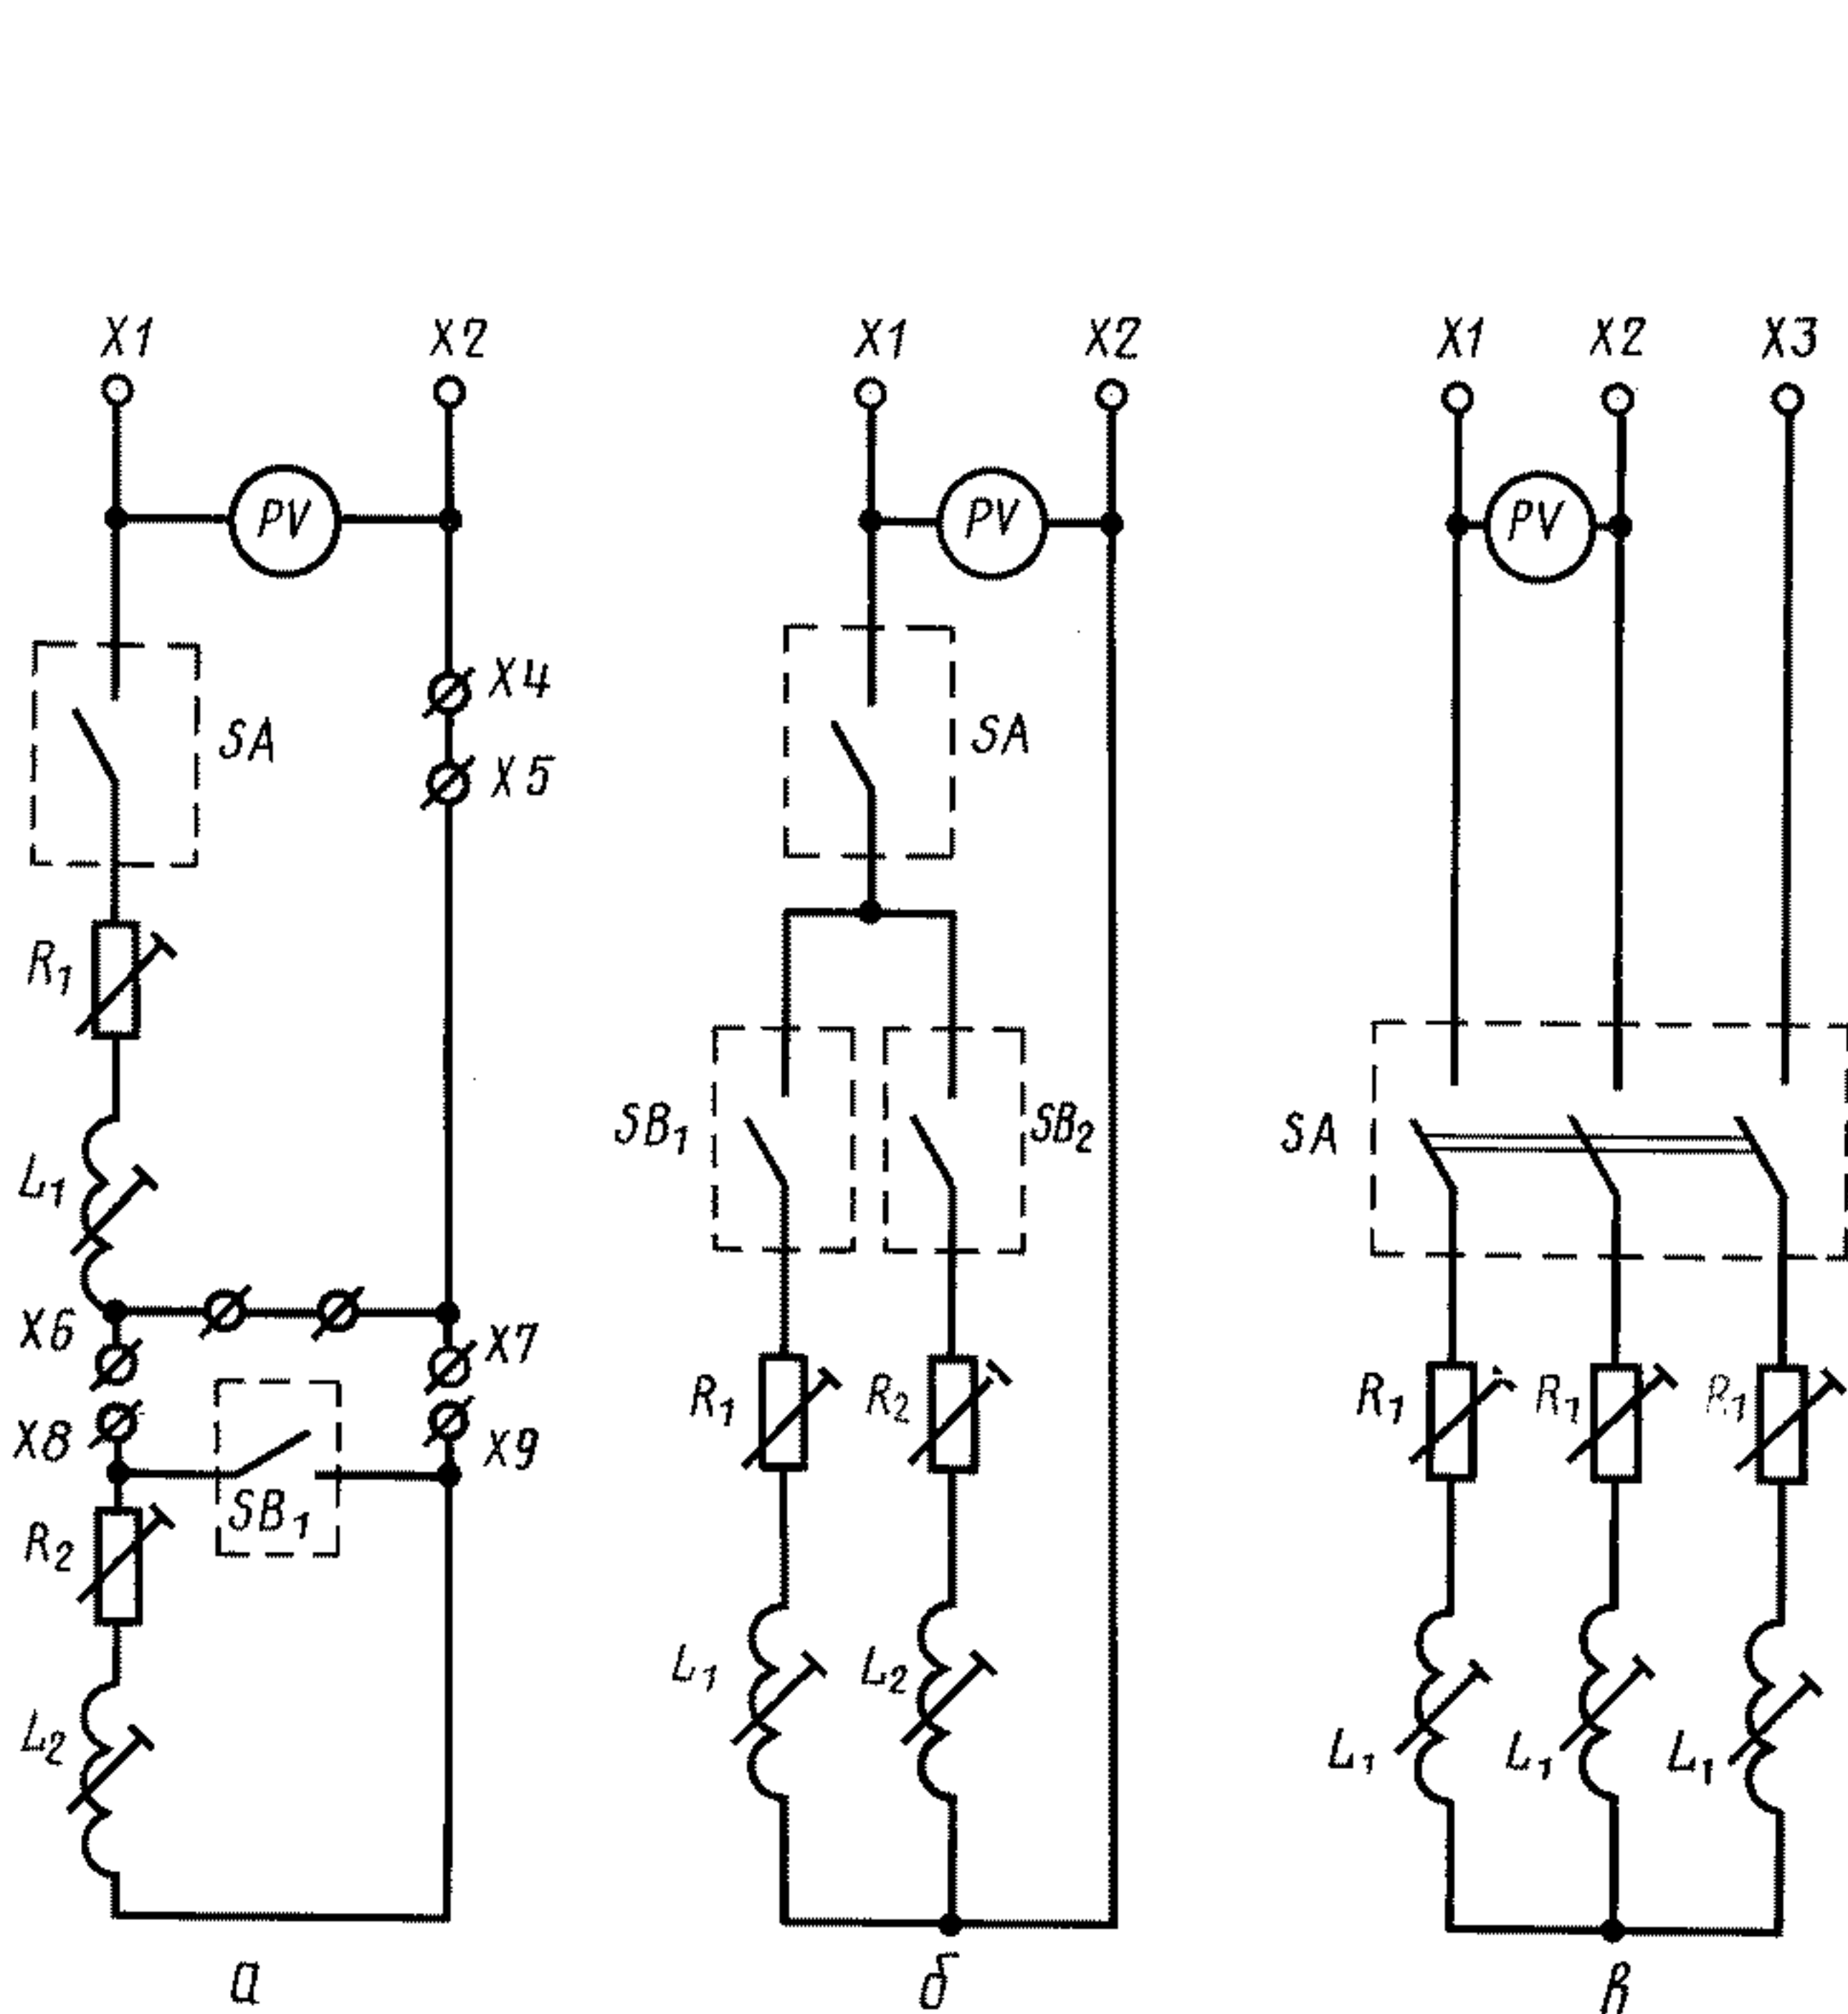 X1 X2 X1 X2 X1 X2 X3
PV PV PV
X4
SA SA
X5
R1
SB1 SB2 SA
L1
X6 X7
R1 R2 R1 R1 R1
X8 X9
SB1
R2
L1 L2
L2 L1 L1 L1
а б в